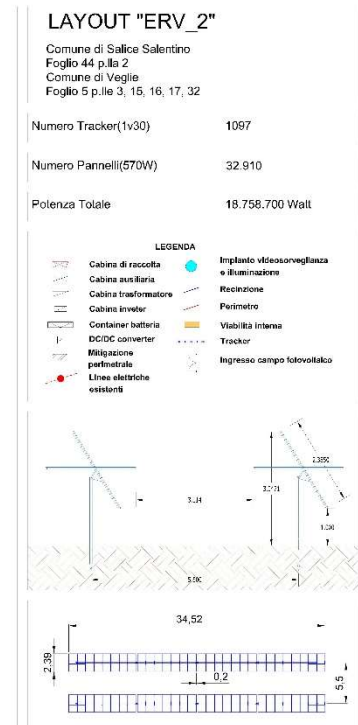 LAYOUT "ERV_2"
Comune di Salice Salentino
Foglio 44 p.lla 2
Comune di Veglie
Foglio 5 p.lle 3, 15, 16, 17, 32
Numero Tracker(1v30) 1097
Numero Pannelli(570W) 32.910
Potenza Totale 18.758.700 Watt
LEGENDA
Cabina di raccolta
Cabina ausiliaria
Cabina trasformatore
Cabina inveter
Container batteria
DC/DC converter
Mitigazione
perimetrale
Linee elettriche
esistenti
Impianto videosorveglianza
e illuminazione
Recinzione
Perimetro
Viabilità interna
Tracker
Ingresso campo fotovoltaico
34,52
2,39
0,2
5,5